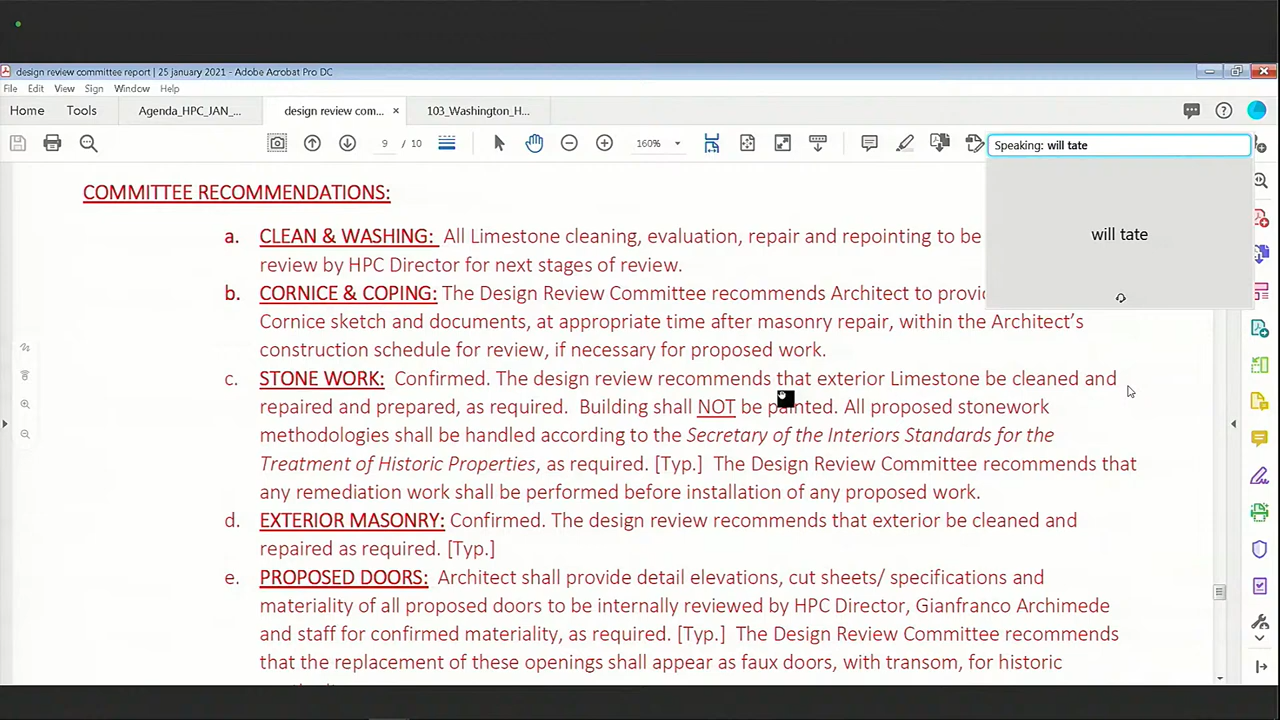 design review committee report | 25 january 2021 - Adobe Acrobat Pro DC
File Edit View Sign Window Help
Home Tools Agenda_HPC_JAN_... design review com... × 103_Washington_H...
9 / 10 160%
Speaking: will tate
will tate
COMMITTEE RECOMMENDATIONS:
a. CLEAN & WASHING: All Limestone cleaning, evaluation, repair and repointing to be
review by HPC Director for next stages of review.
b. CORNICE & COPING: The Design Review Committee recommends Architect to provi
Cornice sketch and documents, at appropriate time after masonry repair, within the Architect's
construction schedule for review, if necessary for proposed work.
c. STONE WORK: Confirmed. The design review recommends that exterior Limestone be cleaned and
repaired and prepared, as required. Building shall NOT be painted. All proposed stonework
methodologies shall be handled according to the Secretary of the Interiors Standards for the
Treatment of Historic Properties, as required. [Typ.] The Design Review Committee recommends that
any remediation work shall be performed before installation of any proposed work.
d. EXTERIOR MASONRY: Confirmed. The design review recommends that exterior be cleaned and
repaired as required. [Typ.]
e. PROPOSED DOORS: Architect shall provide detail elevations, cut sheets/ specifications and
materiality of all proposed doors to be internally reviewed by HPC Director, Gianfranco Archimede
and staff for confirmed materiality, as required. [Typ.] The Design Review Committee recommends
that the replacement of these openings shall appear as faux doors, with transom, for historic